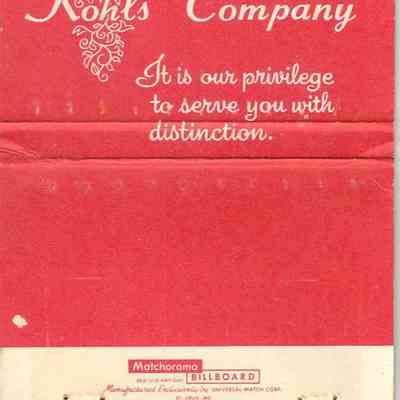 Kohls Company
It is our privilege
to serve you with
distinction.
Matchorama
BILLBOARD
Manufactured Exclusively by UNIVERSAL MATCH CORP.